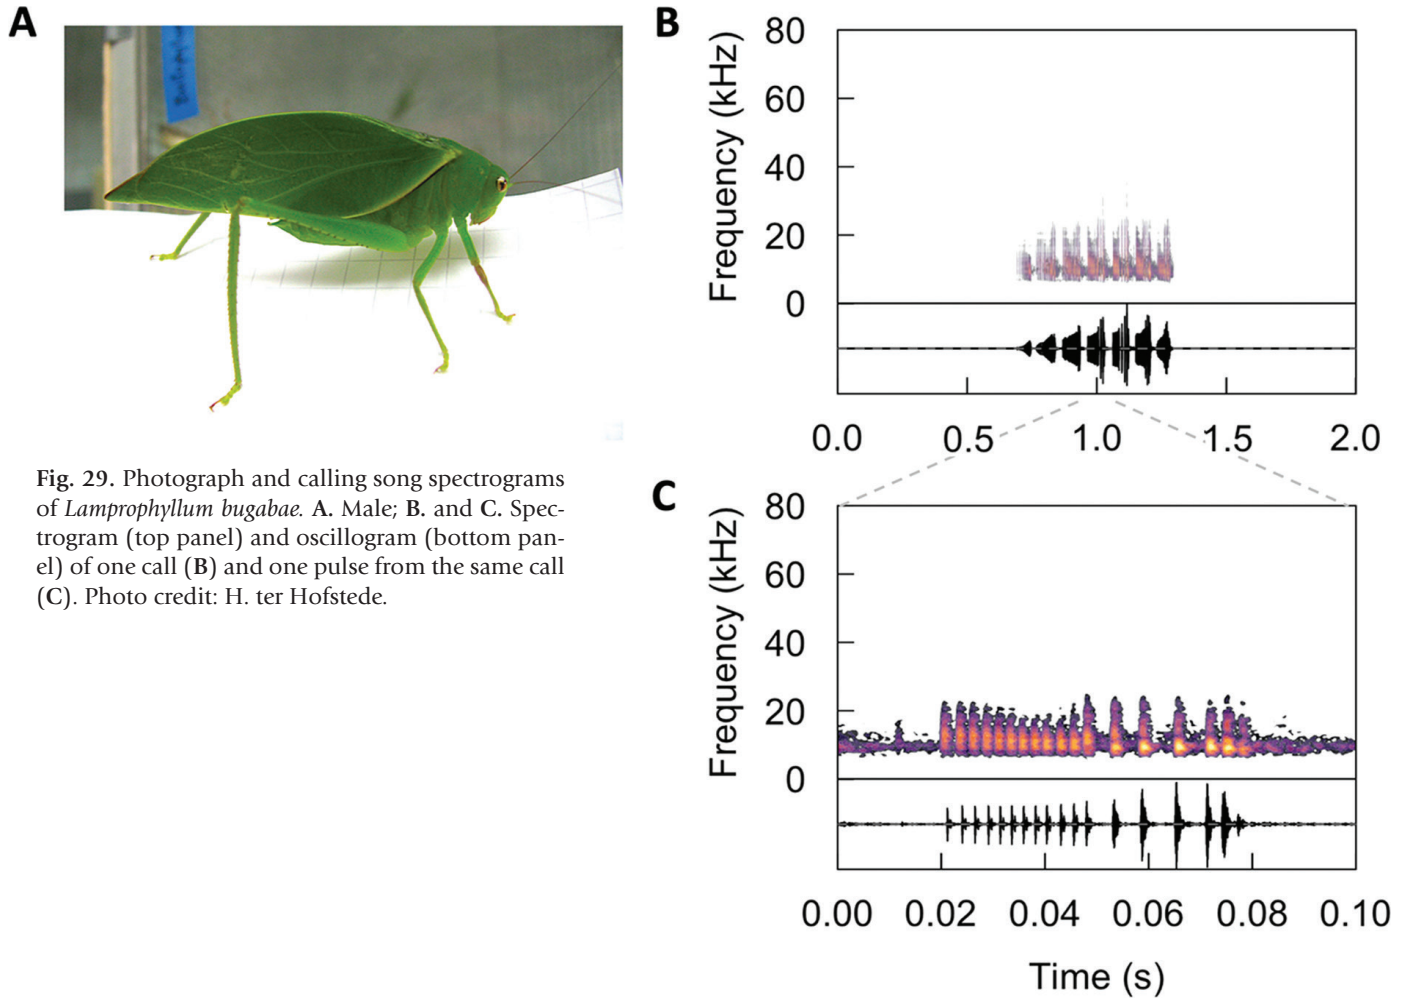 A
B
80
60
40
20
0
Frequency (kHz)
0.0 0.5 1.0 1.5 2.0
Fig. 29. Photograph and calling song spectrograms
of Lamprophyllum bugabae. A. Male; B. and C. Spec-
trogram (top panel) and oscillogram (bottom pan-
el) of one call (B) and one pulse from the same call
(C). Photo credit: H. ter Hofstede.
C
80
60
40
20
0
Frequency (kHz)
0.00 0.02 0.04 0.06 0.08 0.10
Time (s)